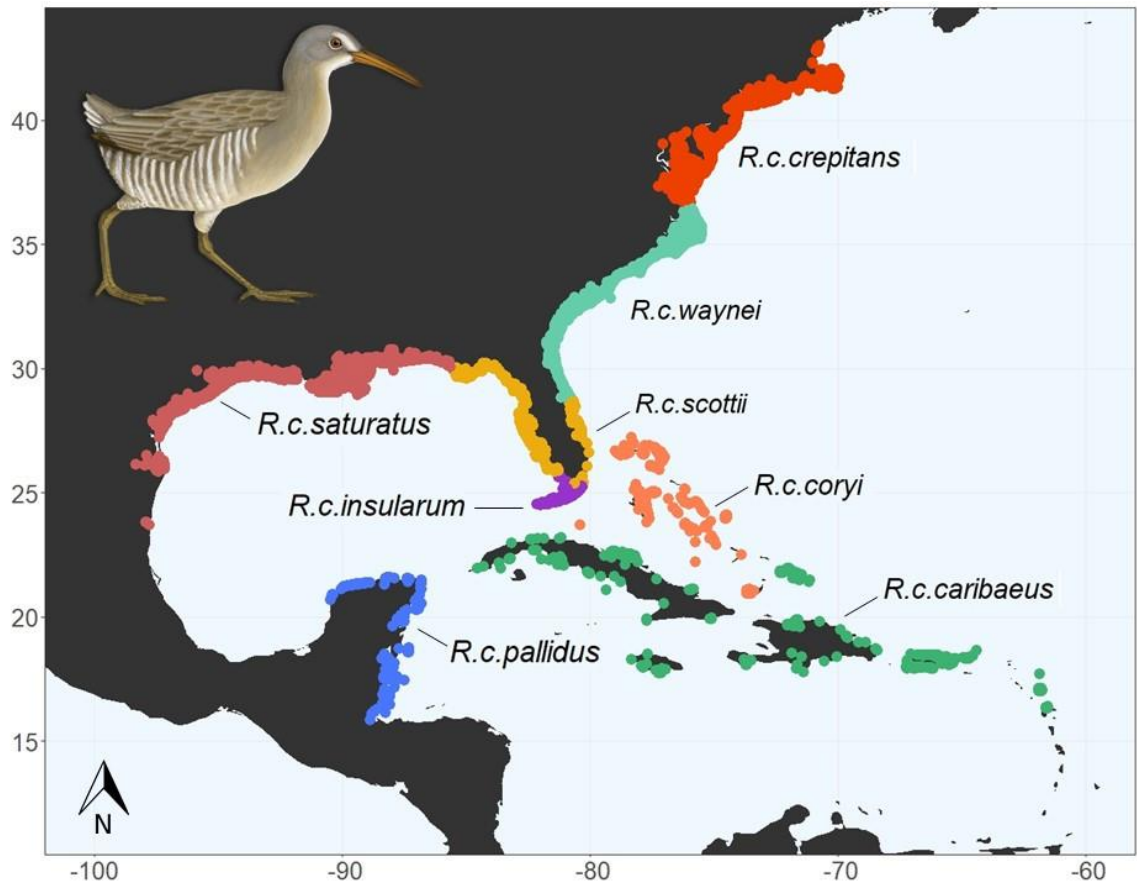 40
R.c.crepitans
35
R.c.waynei
30
R.c.scottii
R.c.saturatus
25
R.c.coryi
R.c.insularum
20
R.c.caribaeus
R.c.pallidus
15
N
-100
-90
-80
-70
-60